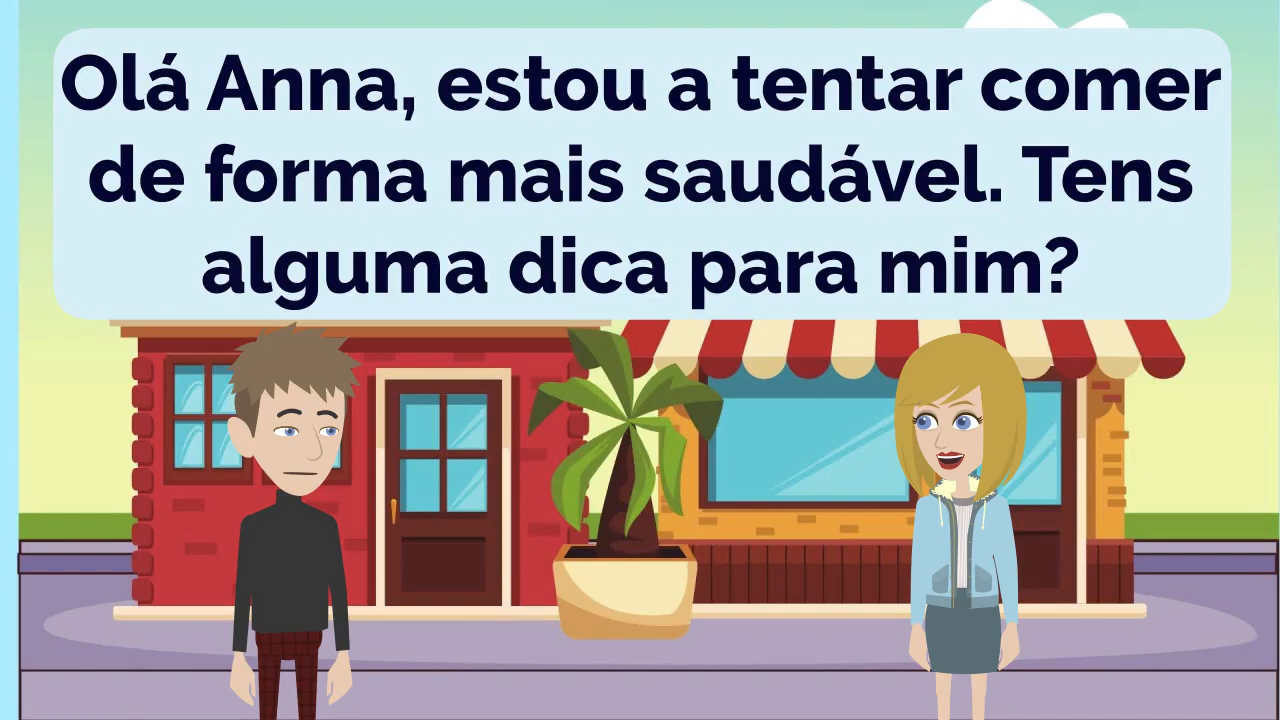 Olá Anna, estou a tentar comer
de forma mais saudável. Tens
alguma dica para mim?